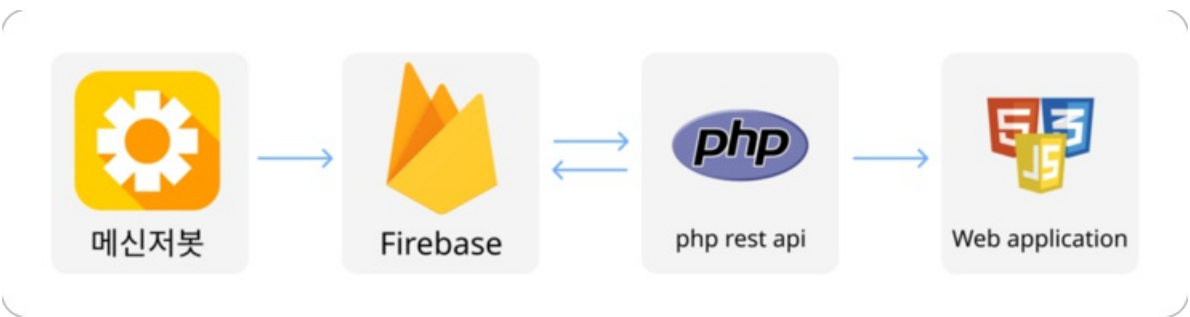 메신저봇
Firebase
php
php rest api
5 3
JS
Web application